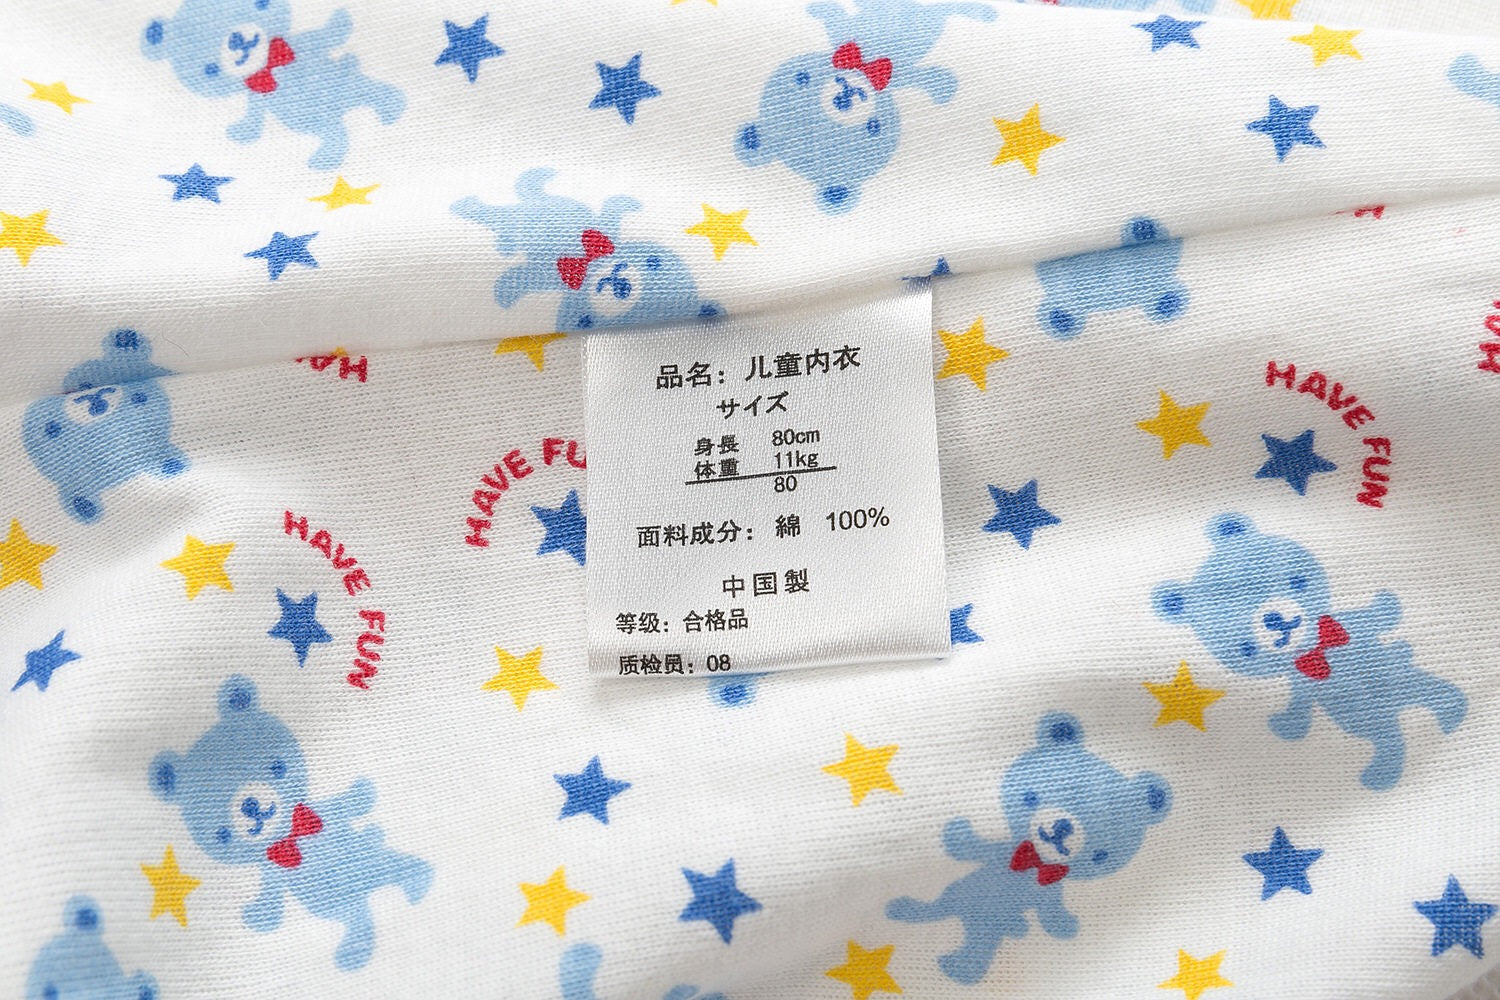 品名：儿童内衣
サイズ
身長 80cm
体重 11kg
80
面料成分：綿 100%
中国製
等级：合格品
质检员：08
HAVE FUN
HAVE FU
HAVE FUN
HA